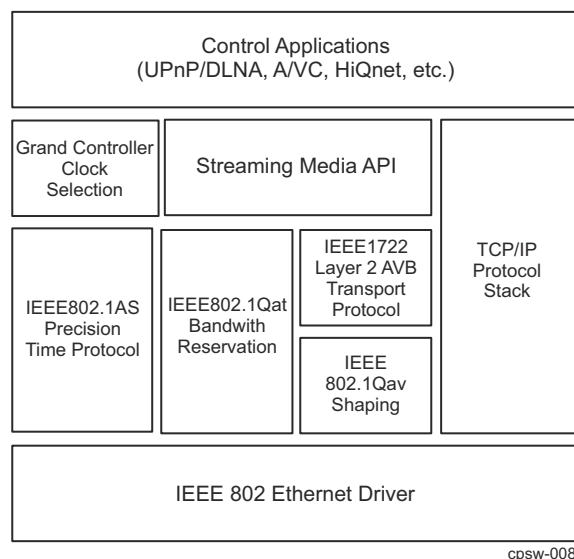 Control Applications
(UPnP/DLNA, A/VC, HiQnet, etc.)
Grand Controller
Clock
Selection
Streaming Media API
TCP/IP
Protocol
Stack
IEEE802.1AS
Precision
Time Protocol
IEEE802.1Qat
Bandwith
Reservation
IEEE1722
Layer 2 AVB
Transport
Protocol
IEEE
802.1Qav
Shaping
IEEE 802 Ethernet Driver
cpsw-008